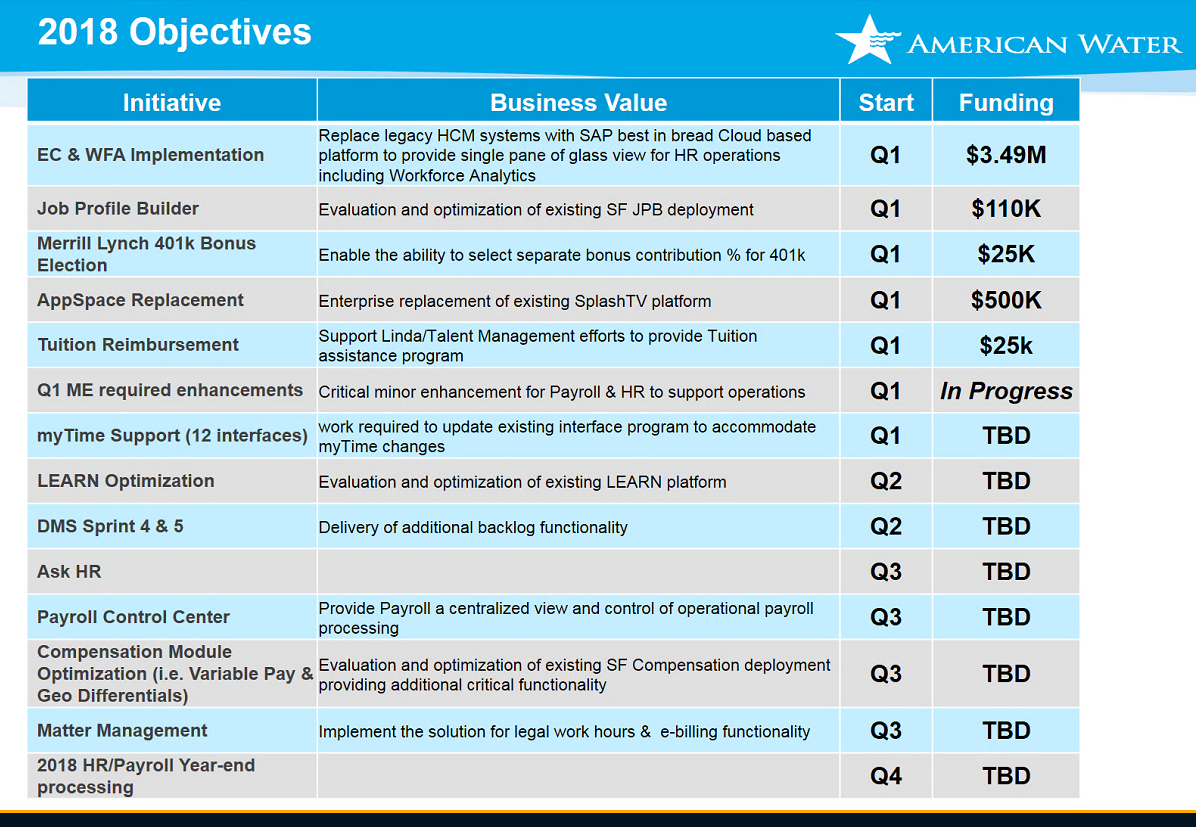 2018 Objectives
AMERICAN WATER
Initiative
Business Value
Start
Funding
EC & WFA Implementation
Replace legacy HCM systems with SAP best in bread Cloud based
platform to provide single pane of glass view for HR operations
including Workforce Analytics
Q1
$3.49M
Job Profile Builder
Evaluation and optimization of existing SF JPB deployment
Q1
$110K
Merrill Lynch 401k Bonus
Election
Enable the ability to select separate bonus contribution % for 401k
Q1
$25K
AppSpace Replacement
Enterprise replacement of existing SplashTV platform
Q1
$500K
Tuition Reimbursement
Support Linda/Talent Management efforts to provide Tuition
assistance program
Q1
$25k
Q1 ME required enhancements
Critical minor enhancement for Payroll & HR to support operations
Q1
In Progress
myTime Support (12 interfaces)
work required to update existing interface program to accommodate
myTime changes
Q1
TBD
LEARN Optimization
Evaluation and optimization of existing LEARN platform
Q2
TBD
DMS Sprint 4 & 5
Delivery of additional backlog functionality
Q2
TBD
Ask HR
Q3
TBD
Payroll Control Center
Provide Payroll a centralized view and control of operational payroll
processing
Q3
TBD
Compensation Module
Optimization (i.e. Variable Pay &
Geo Differentials)
Evaluation and optimization of existing SF Compensation deployment
providing additional critical functionality
Q3
TBD
Matter Management
Implement the solution for legal work hours & e-billing functionality
Q3
TBD
2018 HR/Payroll Year-end
processing
Q4
TBD